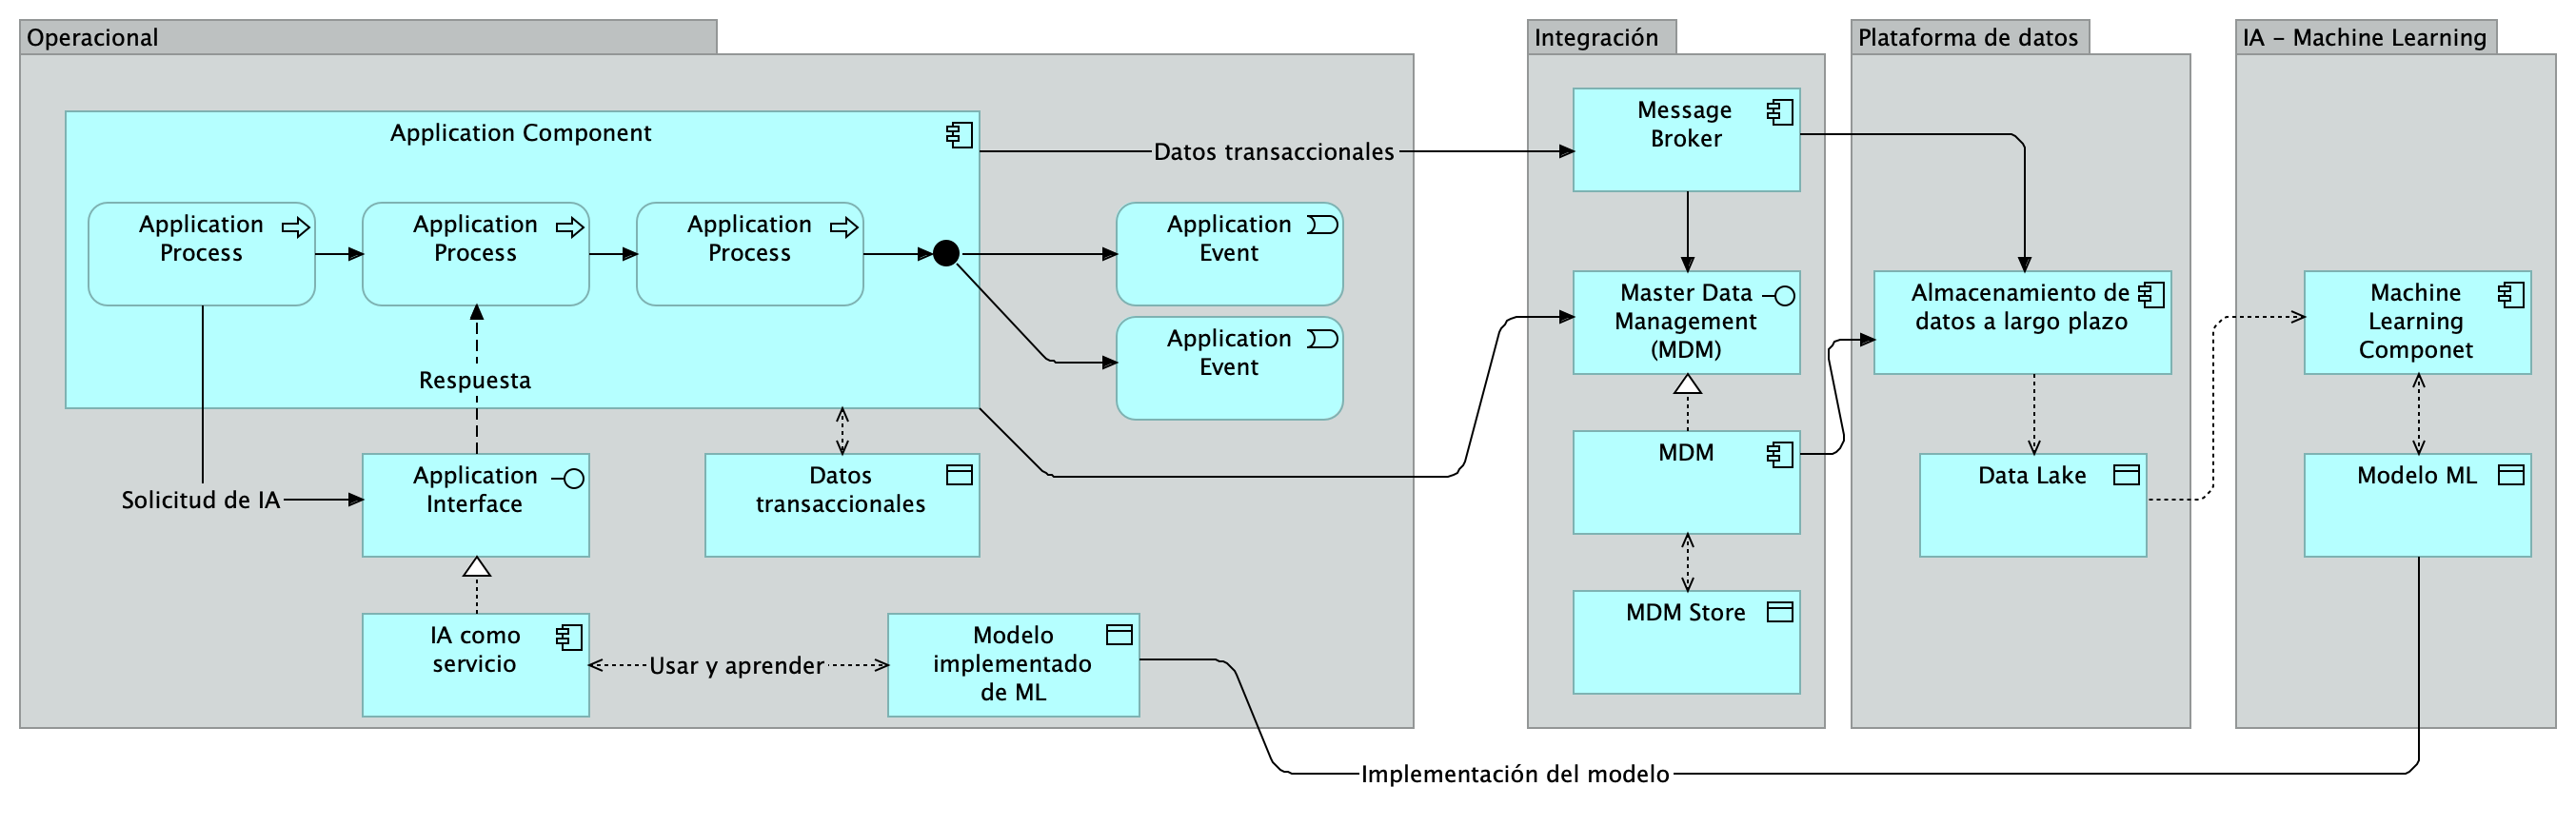 Operacional
Application Component
Application
Process
Application
Process
Application
Process
Respuesta
Solicitud de IA
Application
Interface
Datos
transaccionales
IA como
servicio
Usar y aprender
Modelo
implementado
de ML
Datos transaccionales
Application
Event
Application
Event
Integración
Message
Broker
Master Data
Management
(MDM)
MDM
MDM Store
Plataforma de datos
Almacenamiento de
datos a largo plazo
Data Lake
IA - Machine Learning
Machine
Learning
Componet
Modelo ML
Implementación del modelo